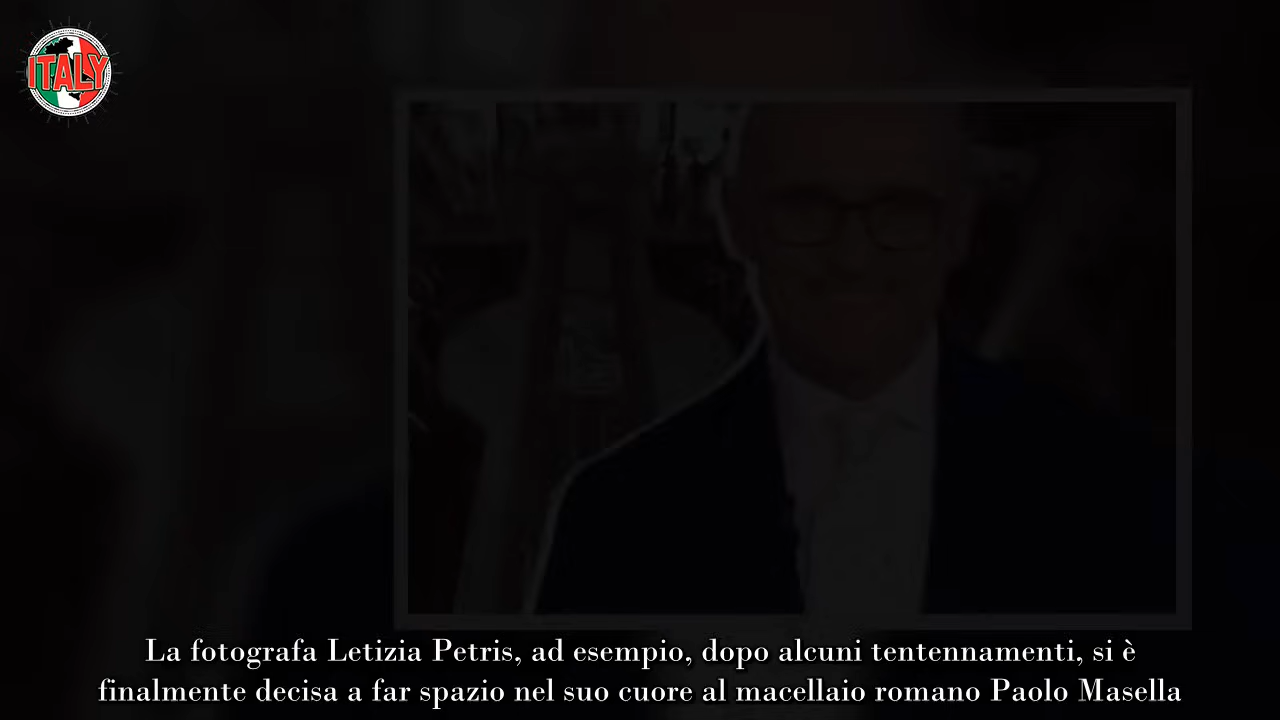 ITALY
La fotografa Letizia Petris, ad esempio, dopo alcuni tentennamenti, si è
finalmente decisa a far spazio nel suo cuore al macellaio romano Paolo Masella